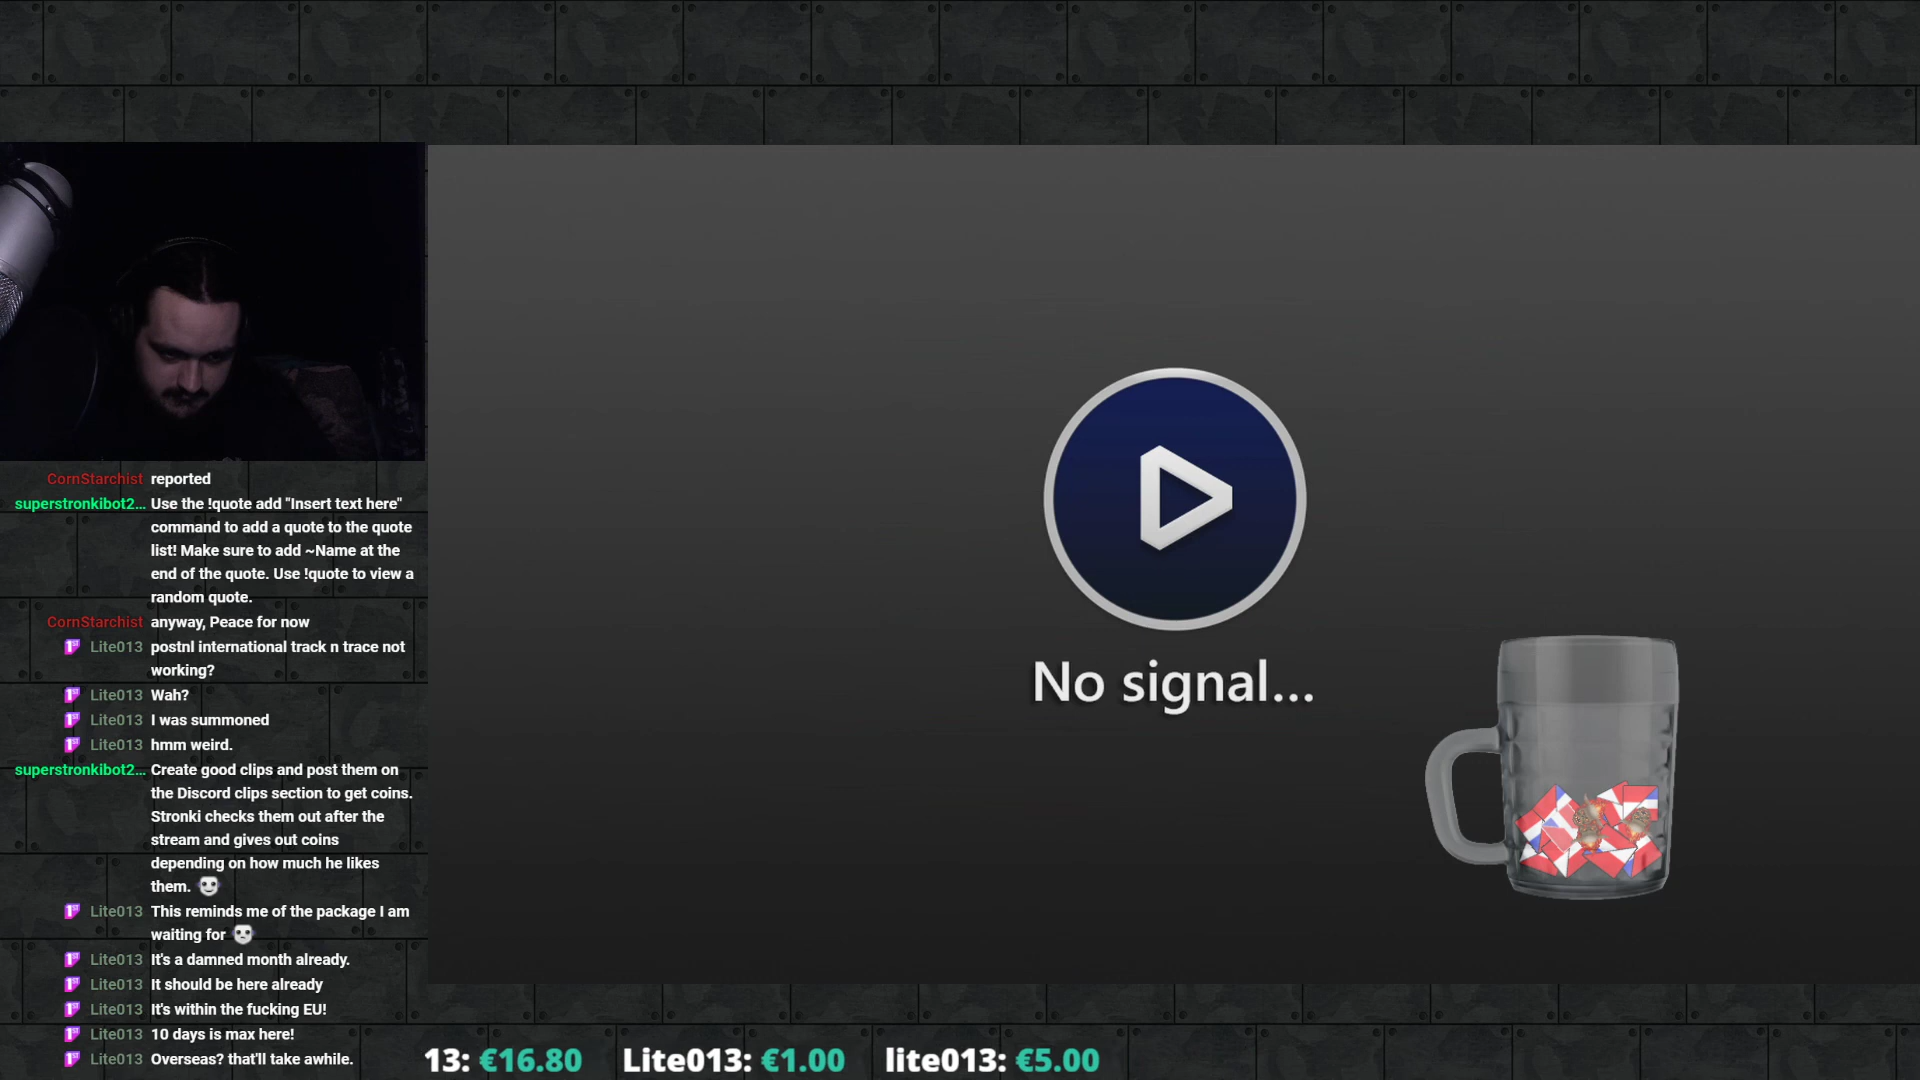 CornStarchist reported
superstronkibot2... Use the !quote add "Insert text here"
command to add a quote to the quote
list! Make sure to add ~Name at the
end of the quote. Use !quote to view a
random quote.
CornStarchist anyway, Peace for now
Lite013 postnl international track n trace not
working?
Lite013 Wah?
Lite013 I was summoned
Lite013 hmm weird.
superstronkibot2... Create good clips and post them on
the Discord clips section to get coins.
Stronki checks them out after the
stream and gives out coins
depending on how much he likes
them.
Lite013 This reminds me of the package I am
waiting for
Lite013 It's a damned month already.
Lite013 It should be here already
Lite013 It's within the fucking EU!
Lite013 10 days is max here!
Lite013 Overseas? that'll take awhile.
No signal...
13: €16.80 Lite013: €1.00 lite013: €5.00